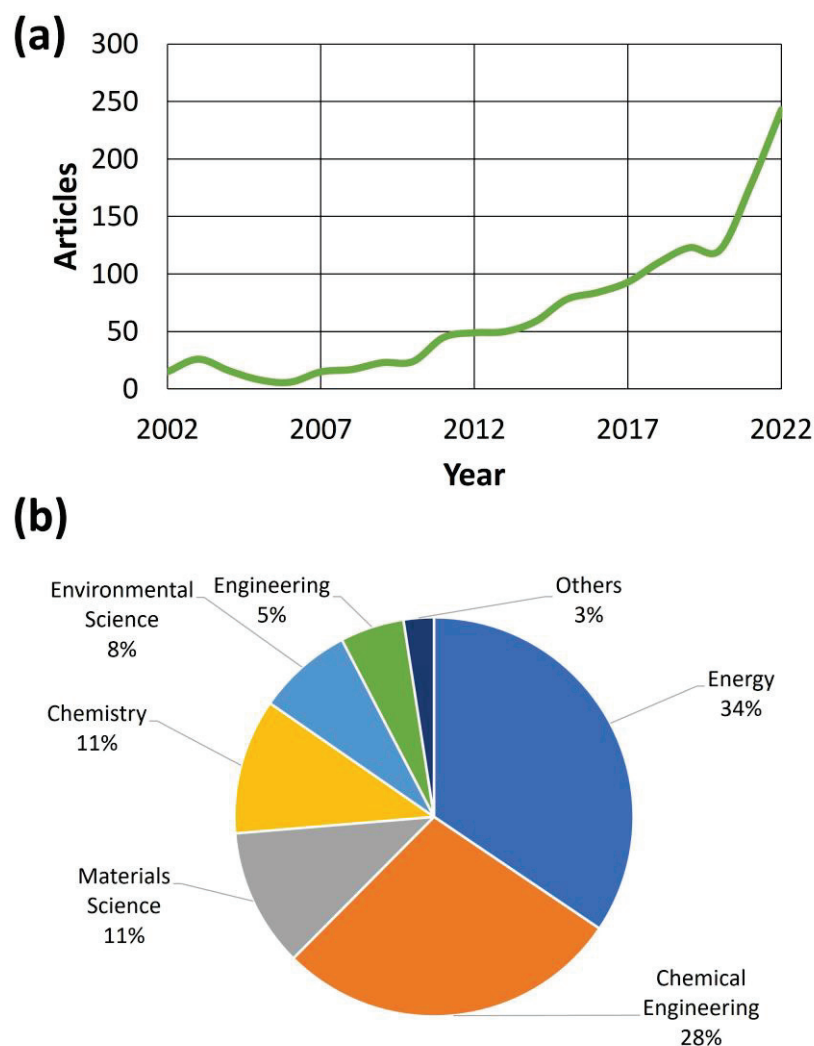 (a)
300
250
200
150
100
50
0
Articles
2002
2007
2012
2017
2022
Year
(b)
Environmental
Science
8%
Engineering
5%
Others
3%
Energy
34%
Chemistry
11%
Materials
Science
11%
Chemical
Engineering
28%